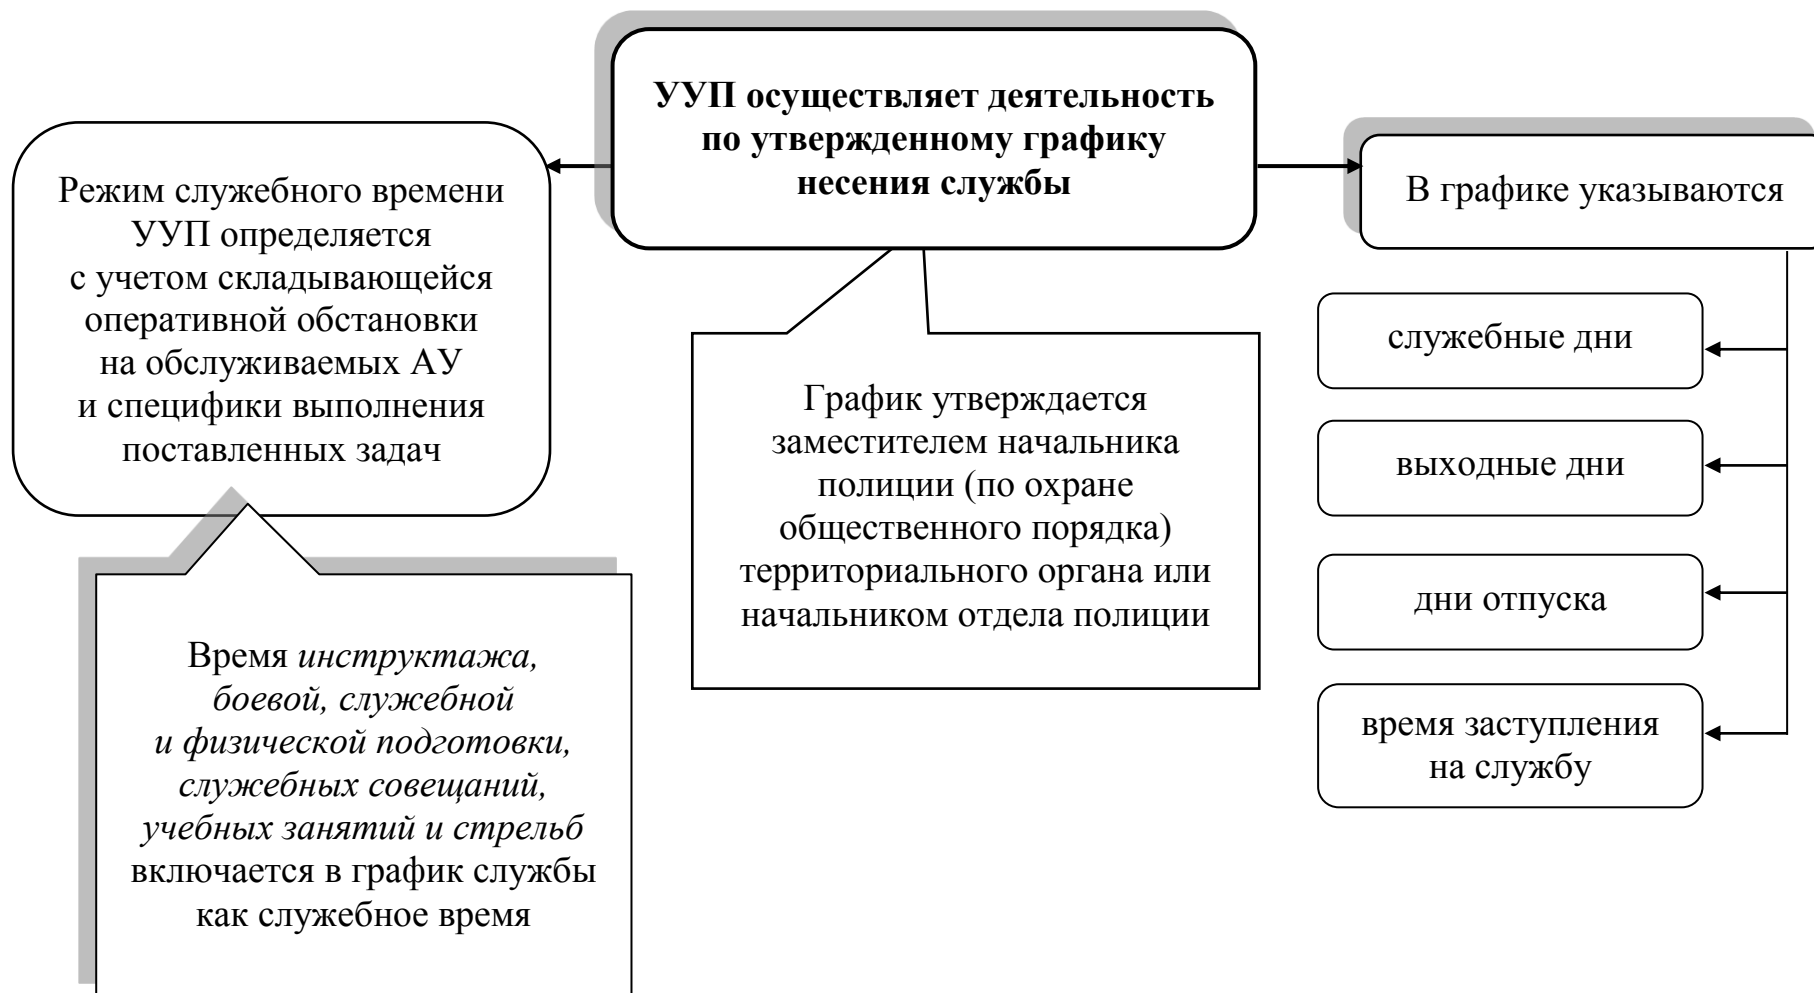 УУП осуществляет деятельность
по утвержденному графику
несения службы
Режим служебного времени
УУП определяется
с учетом складывающейся
оперативной обстановки
на обслуживаемых АУ
и специфики выполнения
поставленных задач
Время инструктажа,
боевой, служебной
и физической подготовки,
служебных совещаний,
учебных занятий и стрельб
включается в график службы
как служебное время
График утверждается
заместителем начальника
полиции (по охране
общественного порядка)
территориального органа или
начальником отдела полиции
В графике указываются
служебные дни
выходные дни
дни отпуска
время заступления
на службу